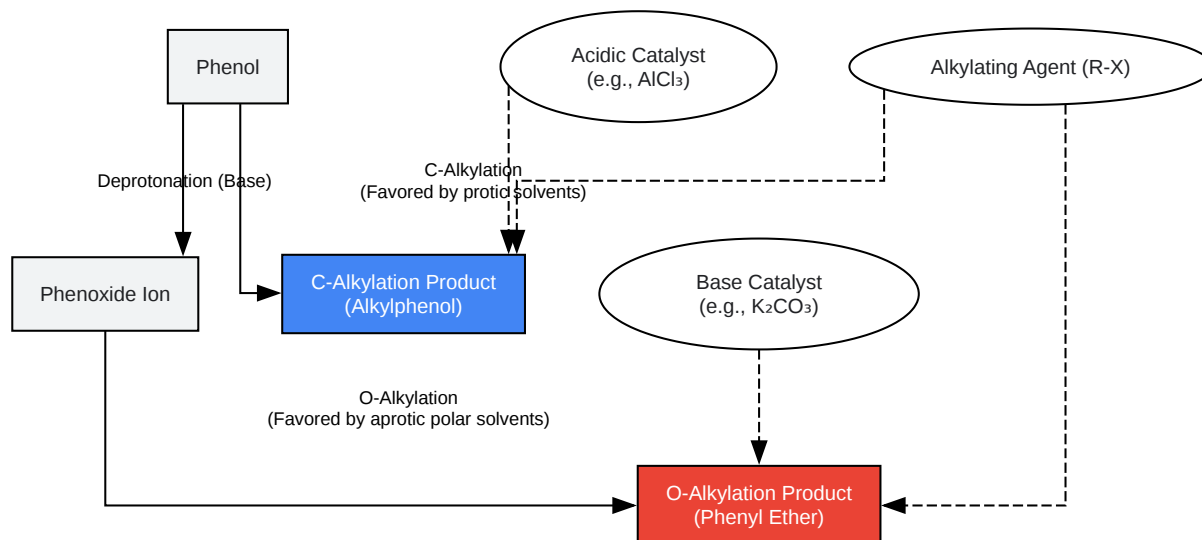 Phenol
Acidic Catalyst
(e.g., AlCl₃)
Alkylating Agent (R-X)
Deprotonation (Base)
C-Alkylation
(Favored by protic solvents)
Phenoxide Ion
C-Alkylation Product
(Alkylphenol)
Base Catalyst
(e.g., K₂CO₃)
O-Alkylation
(Favored by aprotic polar solvents)
O-Alkylation Product
(Phenyl Ether)